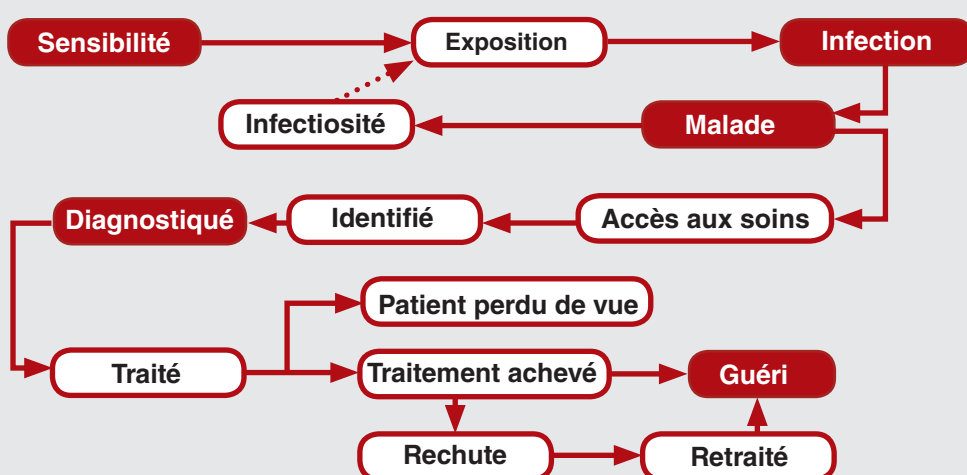 Sensibilité
Exposition
Infection
Infectiosité
Malade
Diagnostiqué
Identifié
Accès aux soins
Patient perdu de vue
Traité
Traitement achevé
Guéri
Rechute
Retraité